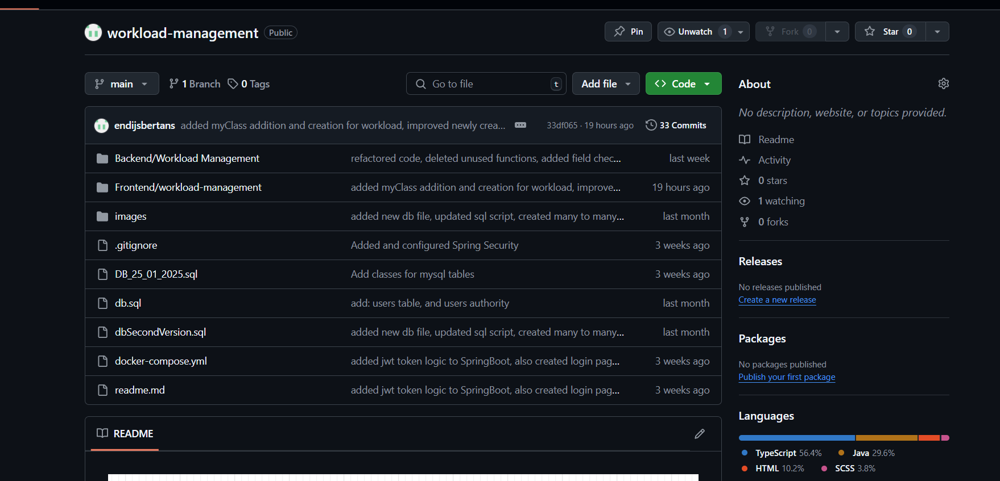 workload-management Public Pin Unwatch 1 Fork 0 Star 0
main 1 Branch 0 Tags Go to file t Add file Code
endijsbertans added myClass addition and creation for workload, improved newly crea... 33df065 · 19 hours ago 33 Commits
Backend/Workload Management refactored code, deleted unused functions, added field chec... last week
Frontend/workload-management added myClass addition and creation for workload, improve... 19 hours ago
images added new db file, updated sql script, created many to many... last month
.gitignore Added and configured Spring Security 3 weeks ago
DB_25_01_2025.sql Add classes for mysql tables 3 weeks ago
db.sql add: users table, and users authority last month
dbSecondVersion.sql added new db file, updated sql script, created many to many... last month
docker-compose.yml added jwt token logic to SpringBoot, also created login pag... 3 weeks ago
readme.md added jwt token logic to SpringBoot, also created login pag... 3 weeks ago
README
About
No description, website, or topics provided.
Readme
Activity
0 stars
1 watching
0 forks
Releases
No releases published
Create a new release
Packages
No packages published
Publish your first package
Languages
TypeScript 56.4% Java 29.6%
HTML 10.2% SCSS 3.8%